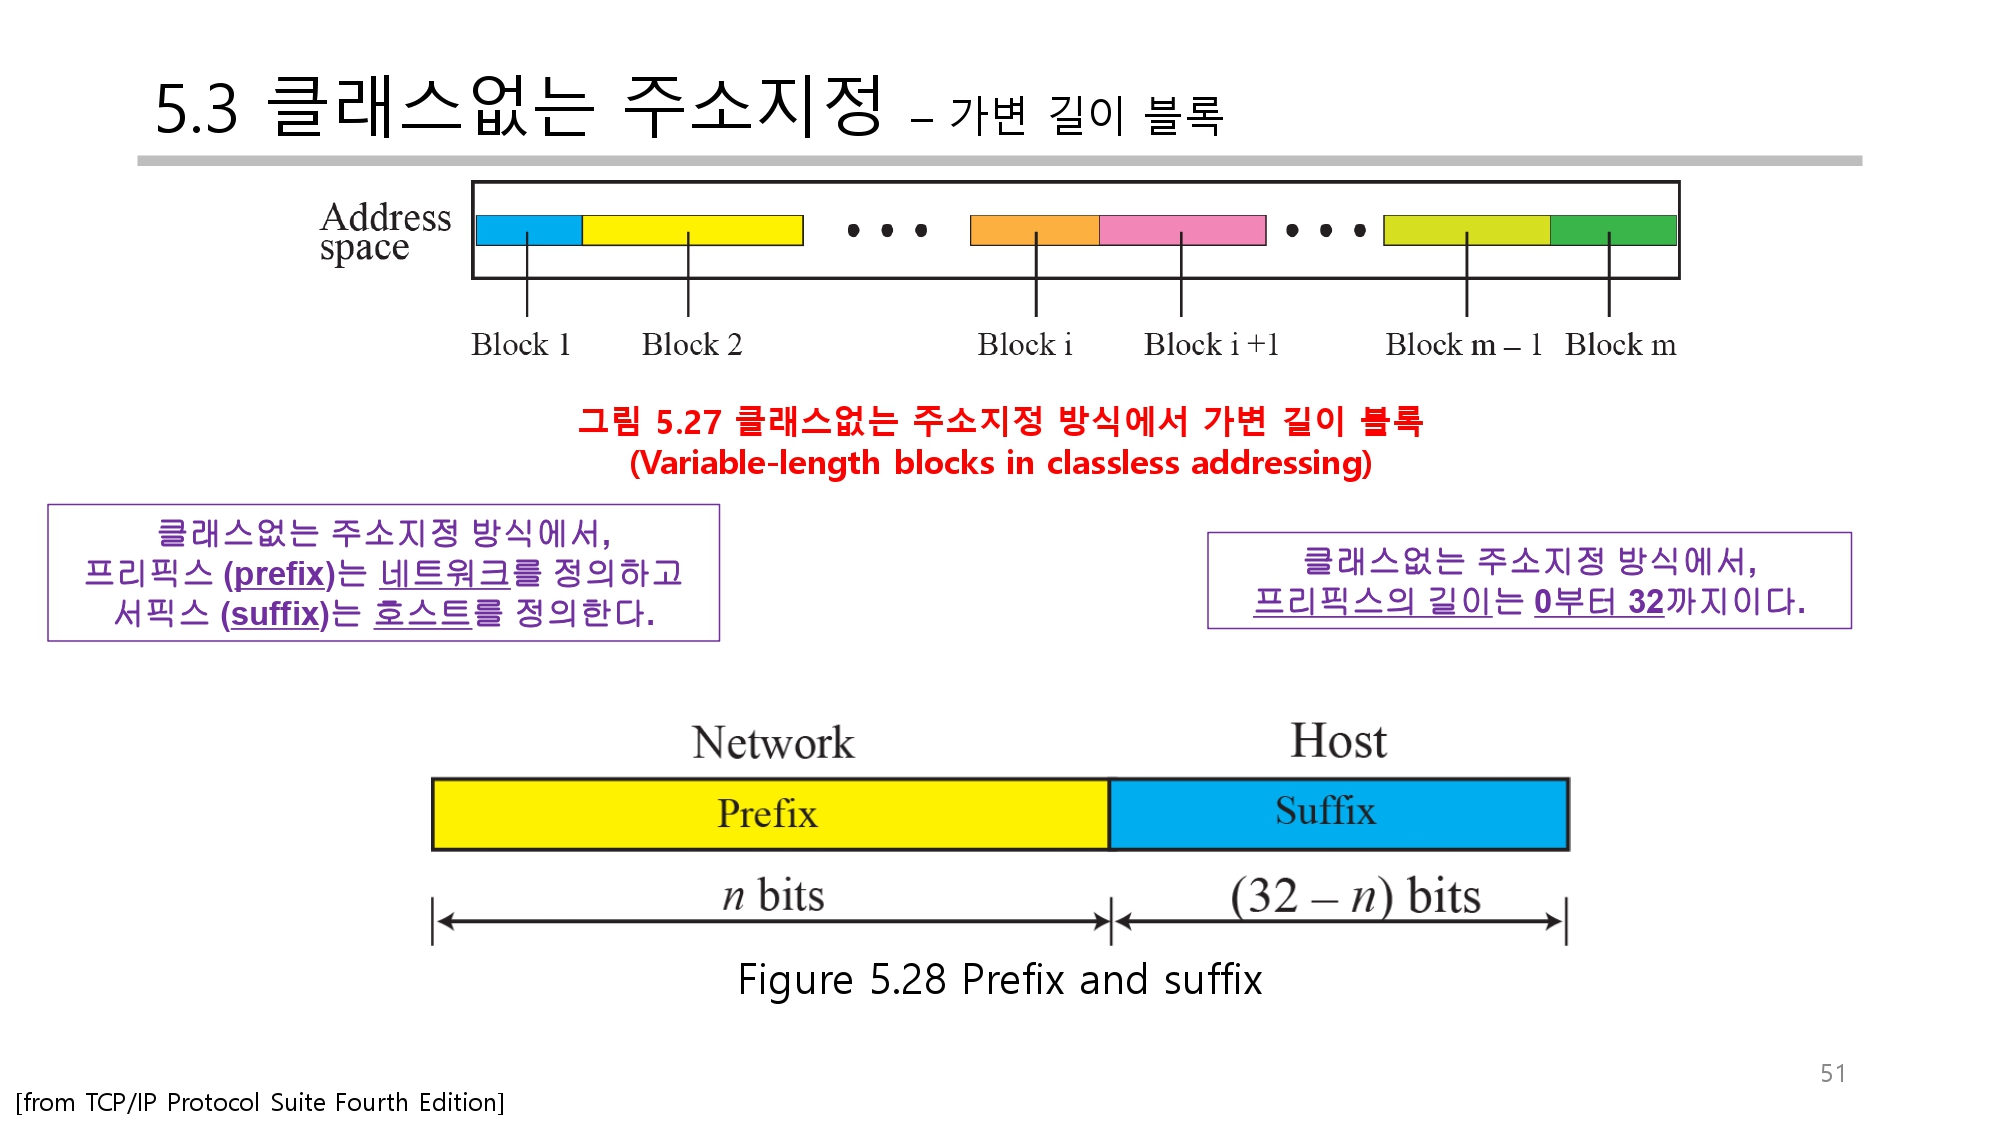 5.3 클래스없는 주소지정 – 가변 길이 블록
Address
space
Block 1 Block 2 Block i Block i +1 Block m – 1 Block m
그림 5.27 클래스없는 주소지정 방식에서 가변 길이 블록
(Variable-length blocks in classless addressing)
클래스없는 주소지정 방식에서,
프리픽스 (prefix)는 네트워크를 정의하고
서픽스 (suffix)는 호스트를 정의한다.
클래스없는 주소지정 방식에서,
프리픽스의 길이는 0부터 32까지이다.
Network Host
Prefix Suffix
n bits (32 – n) bits
Figure 5.28 Prefix and suffix
51
[from TCP/IP Protocol Suite Fourth Edition]